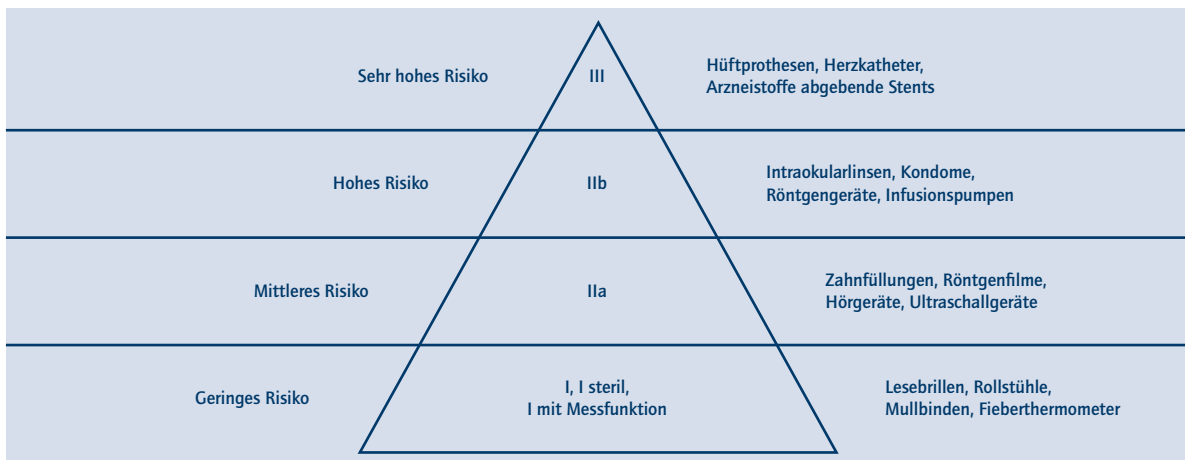 Sehr hohes Risiko
III
Hüftprothesen, Herzkatheter,
Arzneistoffe abgebende Stents
Hohes Risiko
IIb
Intraokularlinsen, Kondome,
Röntgengeräte, Infusionspumpen
Mittleres Risiko
IIa
Zahnfüllungen, Röntgenfilme,
Hörgeräte, Ultraschallgeräte
Geringes Risiko
I, I steril,
I mit Messfunktion
Lesebrillen, Rollstühle,
Mullbinden, Fieberthermometer